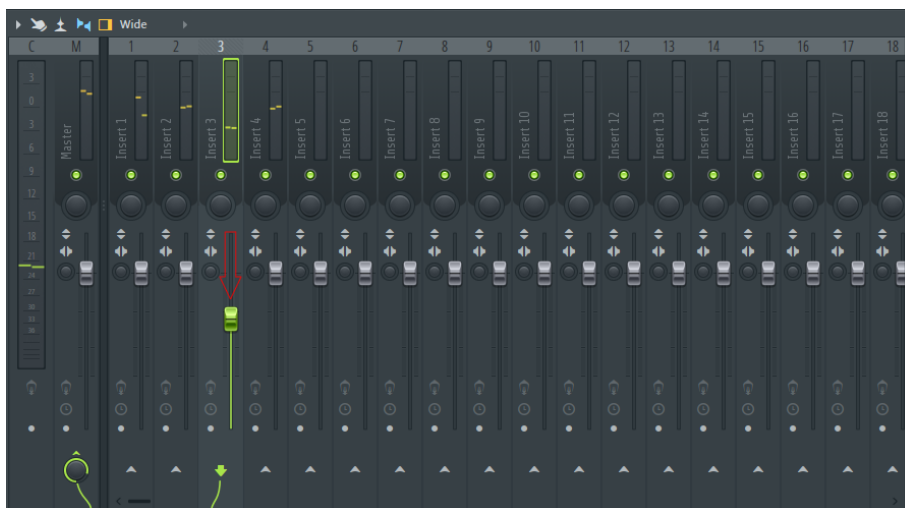 Wide
C M 1 2 3 4 5 6 7 8 9 10 11 12 13 14 15 16 17 18
3
0
3
6
9
12
15
18
21
24
27
30
33
36
Master
Insert 1
Insert 2
Insert 3
Insert 4
Insert 5
Insert 6
Insert 7
Insert 8
Insert 9
Insert 10
Insert 11
Insert 12
Insert 13
Insert 14
Insert 15
Insert 16
Insert 17
Insert 18